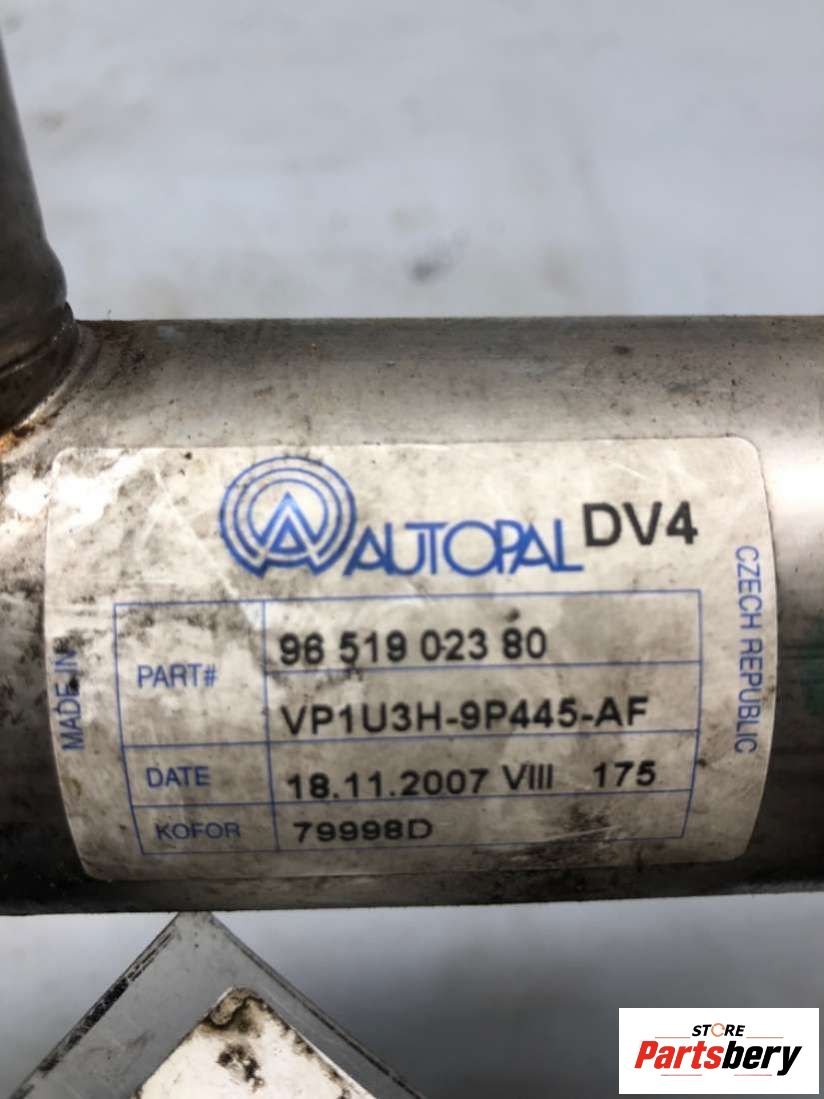 AUTOPAL DV4
MADE IN
CZECH REPUBLIC
PART# 96 519 023 80
VP1U3H-9P445-AF
DATE 18.11.2007 VIII 175
KOFOR 79998D
STORE
Partsbery